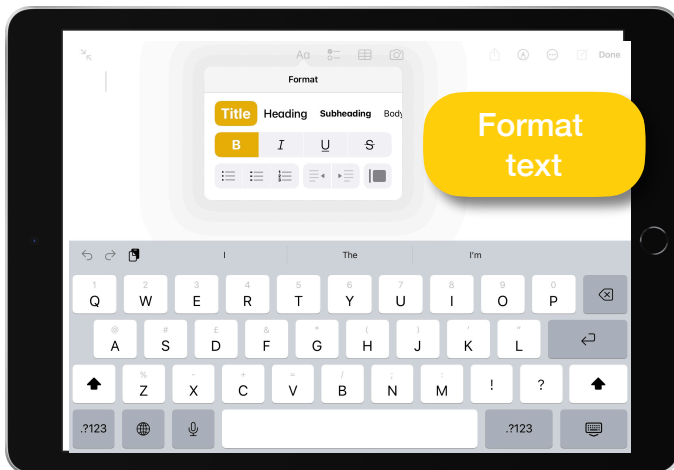 Aa Done
Format
Title Heading Subheading Body
B I U S
Format
text
I The I'm
1 2 3 4 5 6 7 8 9 0
Q W E R T Y U I O P
@ # £ & * ( ) ' "
A S D F G H J K L
% - + = / ; :
Z X C V B N M ! ?
.?123 .?123